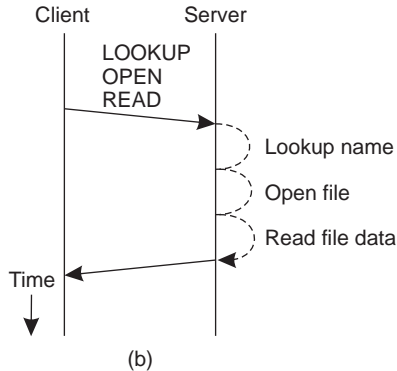 Client Server
LOOKUP
OPEN
READ
Lookup name
Open file
Read file data
Time
(b)